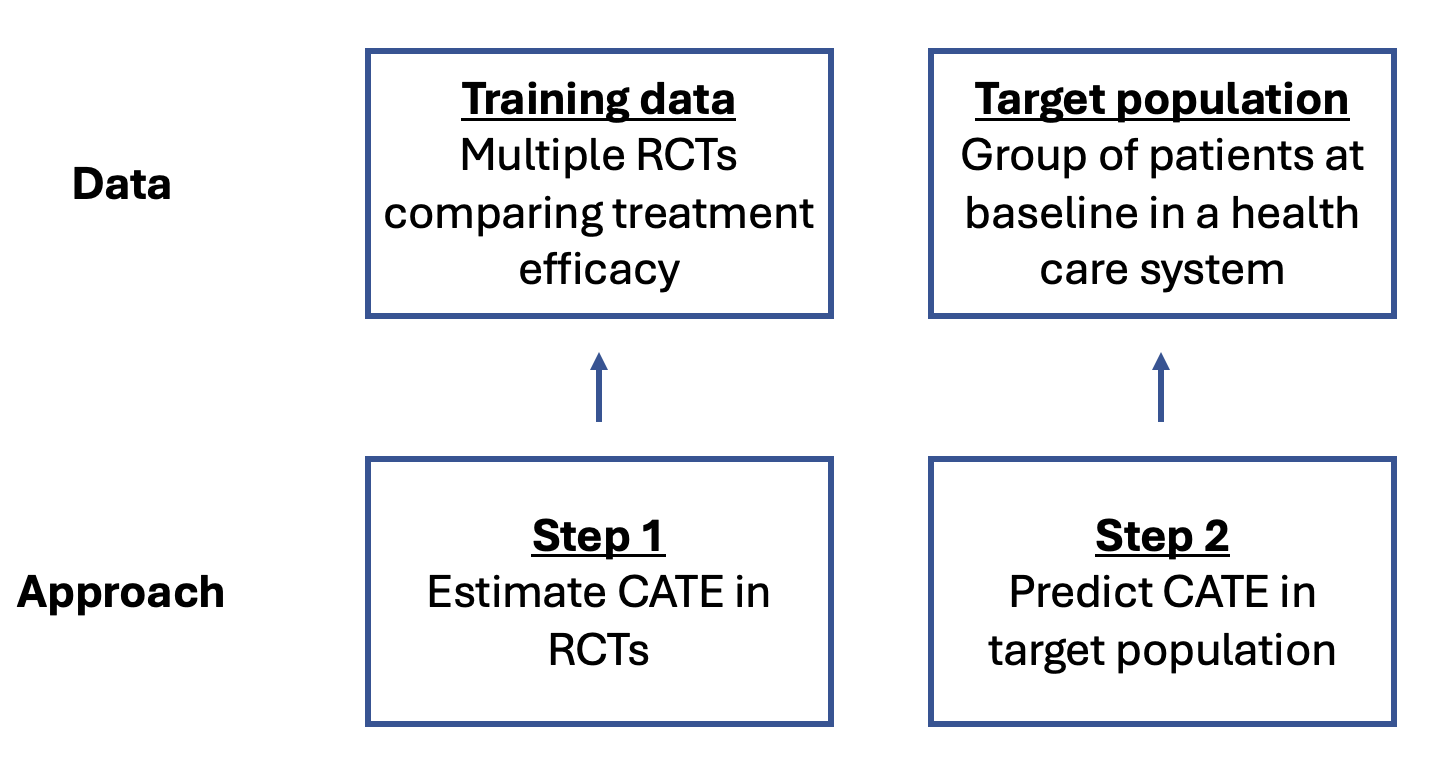 Data
Training data
Multiple RCTs
comparing treatment
efficacy
Target population
Group of patients at
baseline in a health
care system
Approach
Step 1
Estimate CATE in
RCTs
Step 2
Predict CATE in
target population